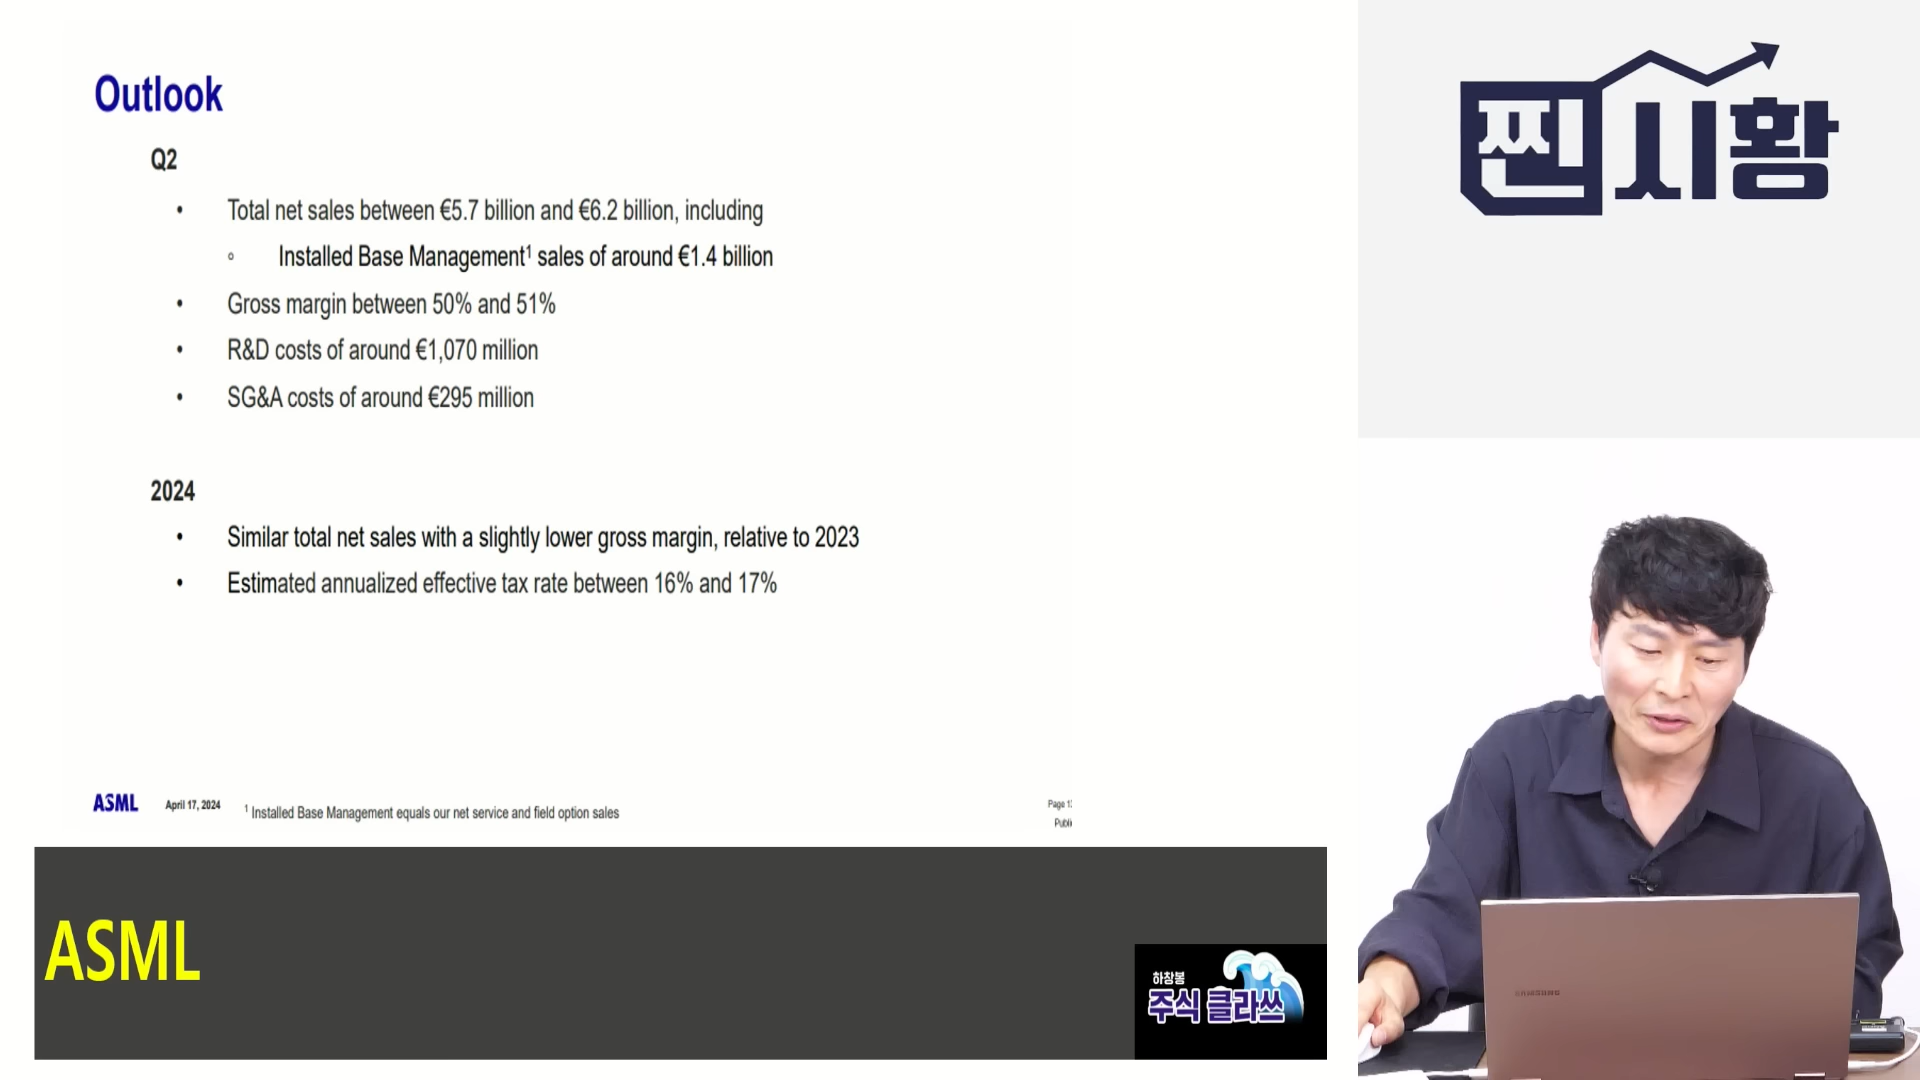 Outlook
Q2
• Total net sales between €5.7 billion and €6.2 billion, including
◦ Installed Base Management¹ sales of around €1.4 billion
• Gross margin between 50% and 51%
• R&D costs of around €1,070 million
• SG&A costs of around €295 million
2024
• Similar total net sales with a slightly lower gross margin, relative to 2023
• Estimated annualized effective tax rate between 16% and 17%
ASML
April 17, 2024
¹ Installed Base Management equals our net service and field option sales
Page
ASML
하창봉
주식 클라쓰
찐시황
SAMSUNG